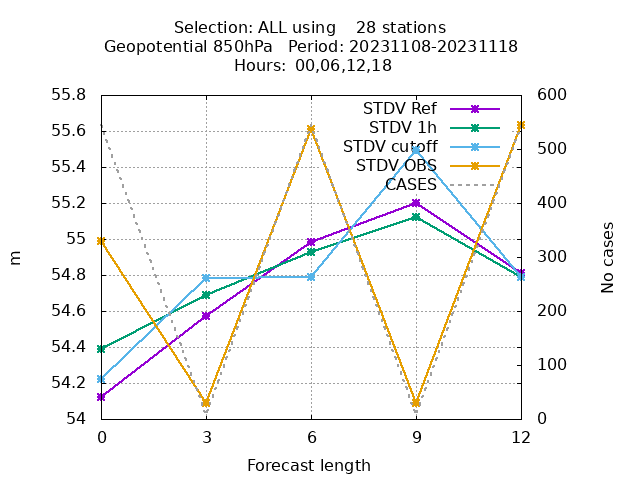 Selection: ALL using    28 stations
Geopotential 850hPa   Period: 20231108-20231118
Hours:  00,06,12,18
55.8
55.6
55.4
55.2
55
54.8
54.6
54.4
54.2
54
m
600
500
400
300
200
100
0
No cases
STDV Ref
STDV 1h
STDV cutoff
STDV OBS
CASES
0 3 6 9 12
Forecast length